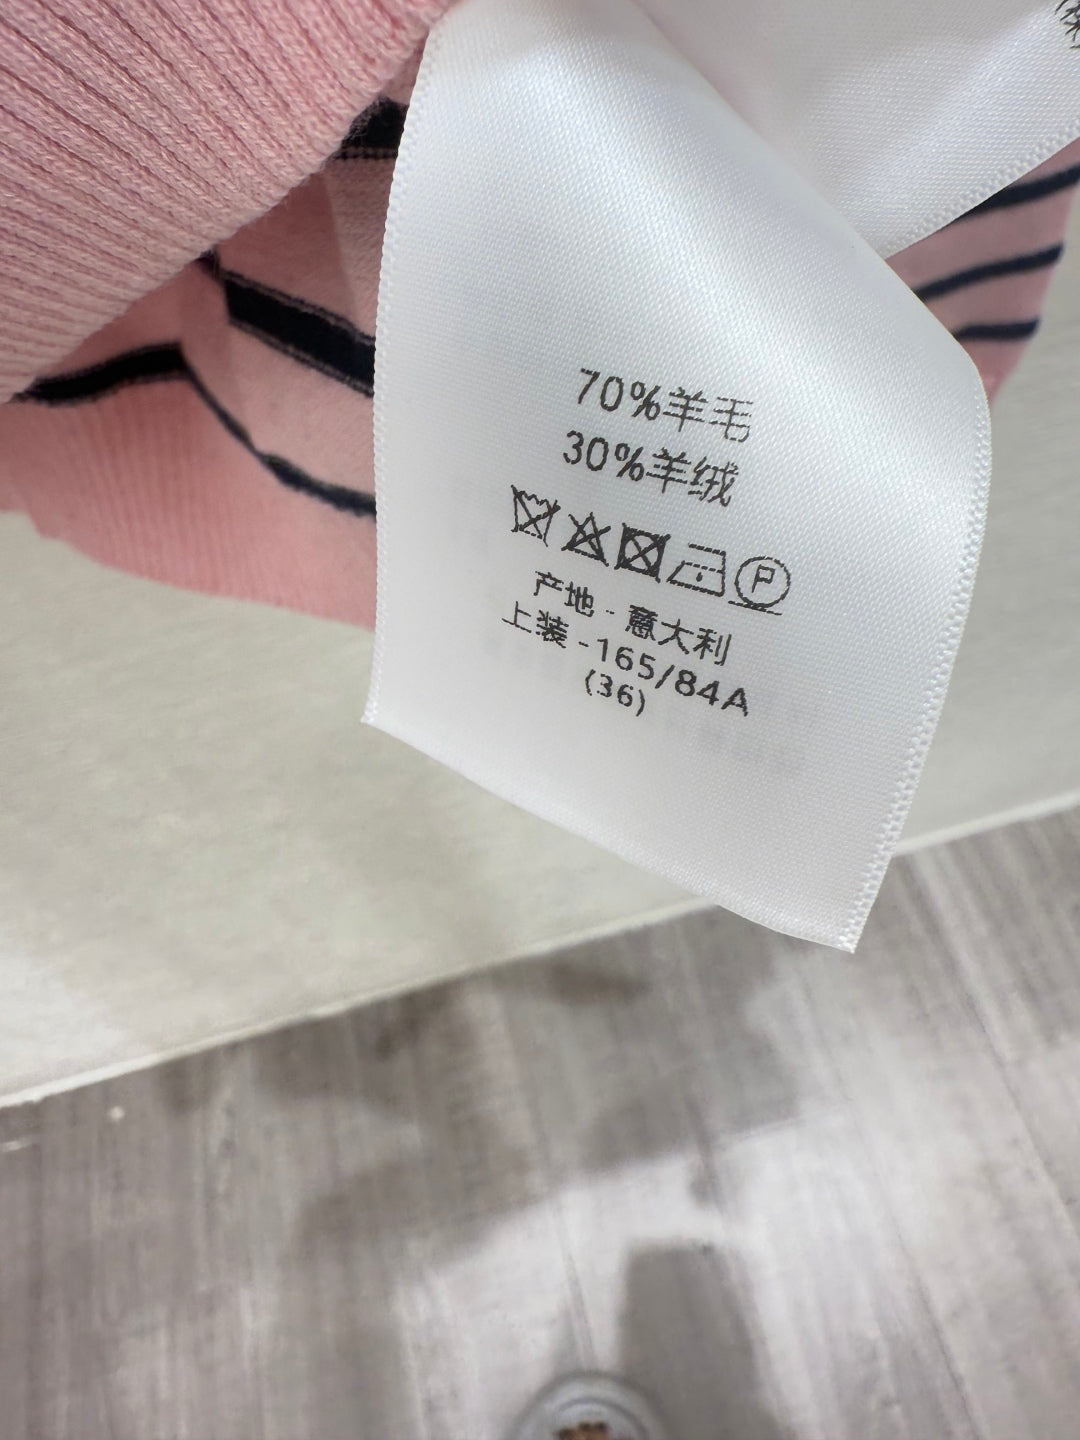 70%羊毛
30%羊绒
P
产地 - 意大利
上装 -165/84A
(36)